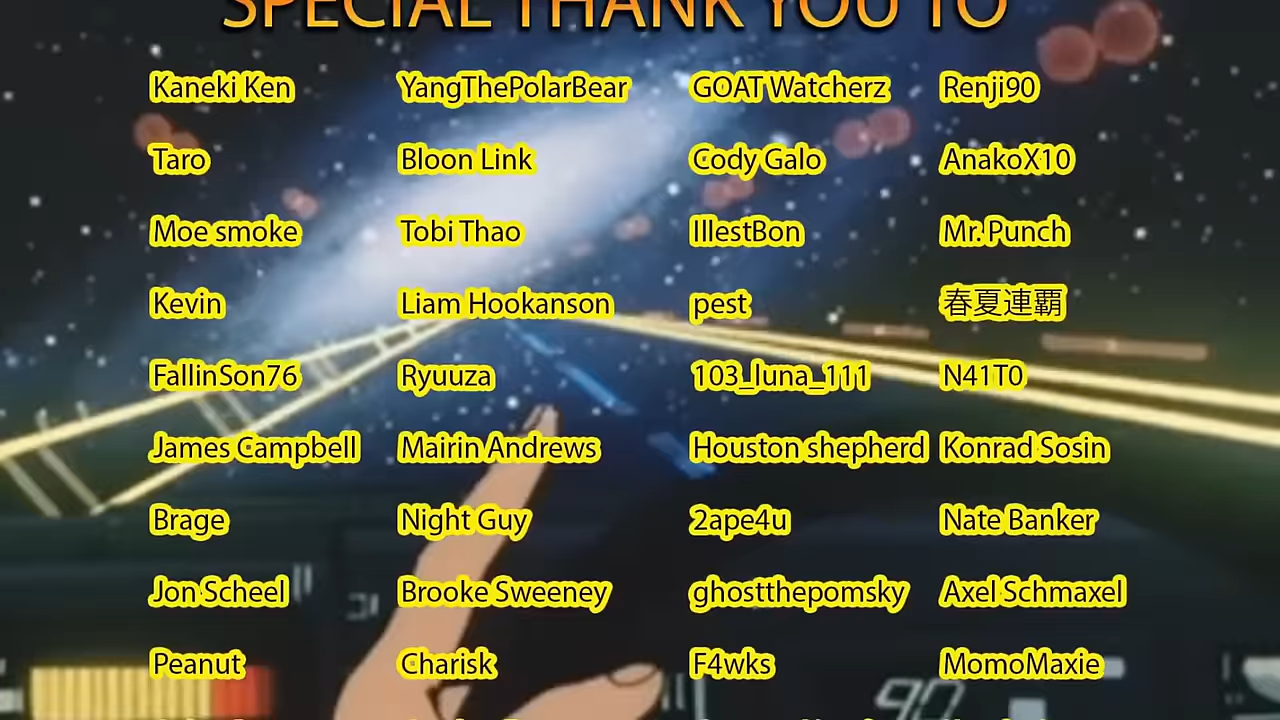 SPECIAL THANK YOU TO
Kaneki Ken YangThePolarBear GOAT Watcherz Renji90
Taro Bloon Link Cody Galo AnakoX10
Moe smoke Tobi Thao IllestBon Mr. Punch
Kevin Liam Hookanson pest 春夏連覇
FallinSon76 Ryuuza 103_luna_111 N41T0
James Campbell Mairin Andrews Houston shepherd Konrad Sosin
Brage Night Guy 2ape4u Nate Banker
Jon Scheel Brooke Sweeney ghostthepomsky Axel Schmaxel
Peanut Charisk F4wks MomoMaxie
90